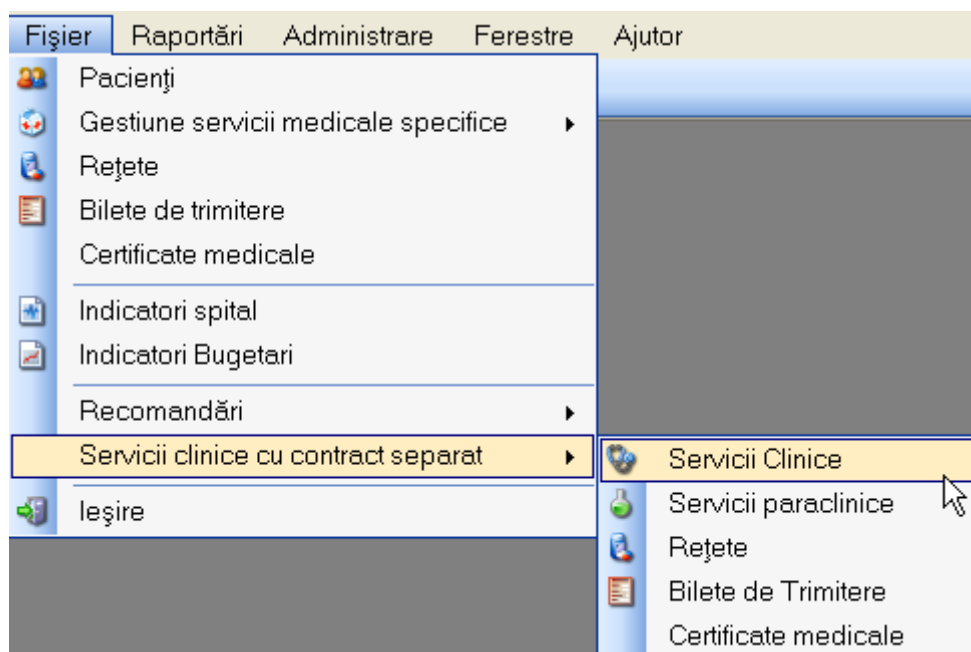 Fişier Raportări Administrare Ferestre Ajutor
Pacienţi
Gestiune servicii medicale specifice
Reţete
Bilete de trimitere
Certificate medicale
Indicatori spital
Indicatori Bugetari
Recomandări
Servicii clinice cu contract separat
Ieşire
Servicii Clinice
Servicii paraclinice
Reţete
Bilete de Trimitere
Certificate medicale